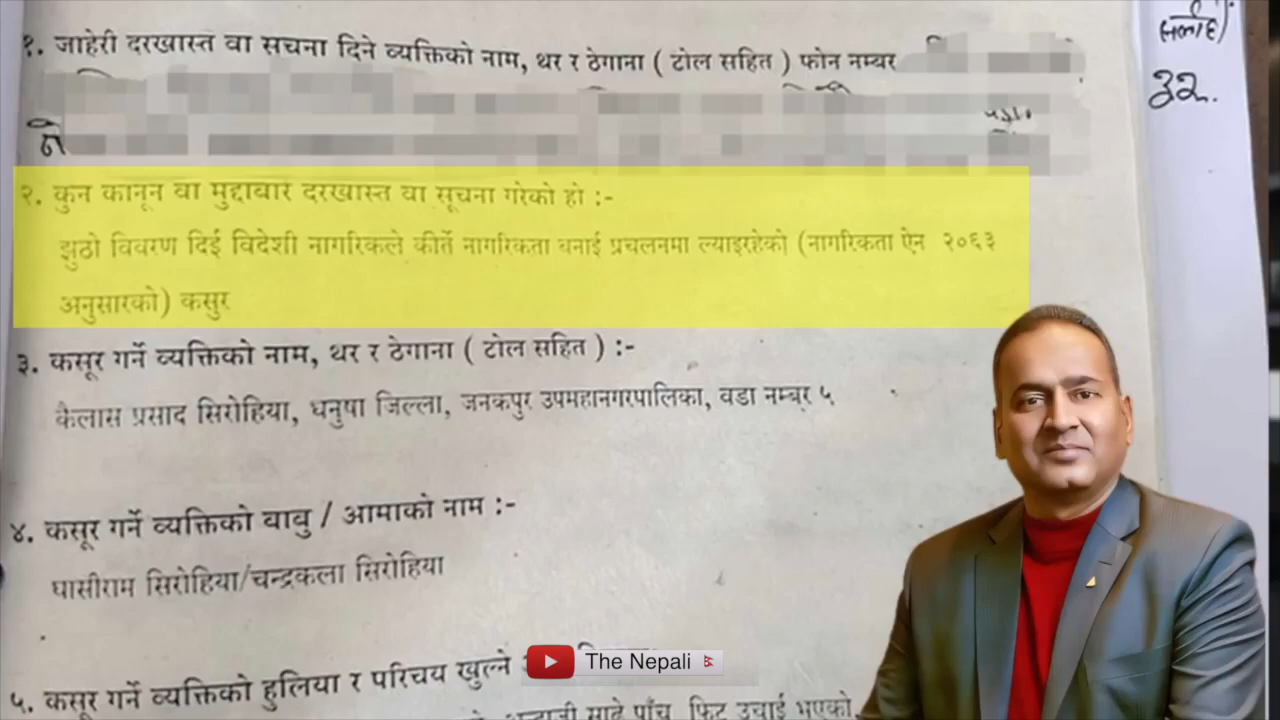 सर्लाही
३२.
१. जाहेरी दरखास्त वा सचना दिने व्यक्तिको नाम, थर र ठेगाना ( टोल सहित ) फोन नम्बर
२. कुन कानून वा मुद्दाबार दरखास्त वा सूचना गरेको हो :-
झुठो विवरण दिई विदेशी नागरिकले कीर्ते नागरिकता बनाई प्रचलनमा ल्याइरहेको (नागरिकता ऐन २०६३
अनुसारको) कसुर
३. कसूर गर्ने व्यक्तिको नाम, थर र ठेगाना ( टोल सहित ) :-
कैलास प्रसाद सिरोहिया, धनुषा जिल्ला, जनकपुर उपमहानगरपालिका, वडा नम्बर ५
४. कसूर गर्ने व्यक्तिको बाबु / आमाको नाम :-
घासीराम सिरोहिया/चन्द्रकला सिरोहिया
५. कसूर गर्ने व्यक्तिको हुलिया र परिचय खुल्ने
The Nepali
अन्दाजी साढे पाँच फिट उचाई भएको,